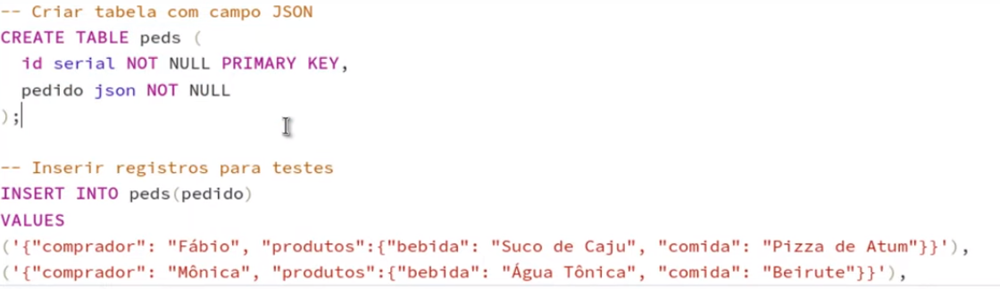 -- Criar tabela com campo JSON
CREATE TABLE peds (
  id serial NOT NULL PRIMARY KEY,
  pedido json NOT NULL
);
-- Inserir registros para testes
INSERT INTO peds(pedido)
VALUES
('{"comprador": "Fábio", "produtos":{"bebida": "Suco de Caju", "comida": "Pizza de Atum"}}'),
('{"comprador": "Mônica", "produtos":{"bebida": "Água Tônica", "comida": "Beirute"}}'),